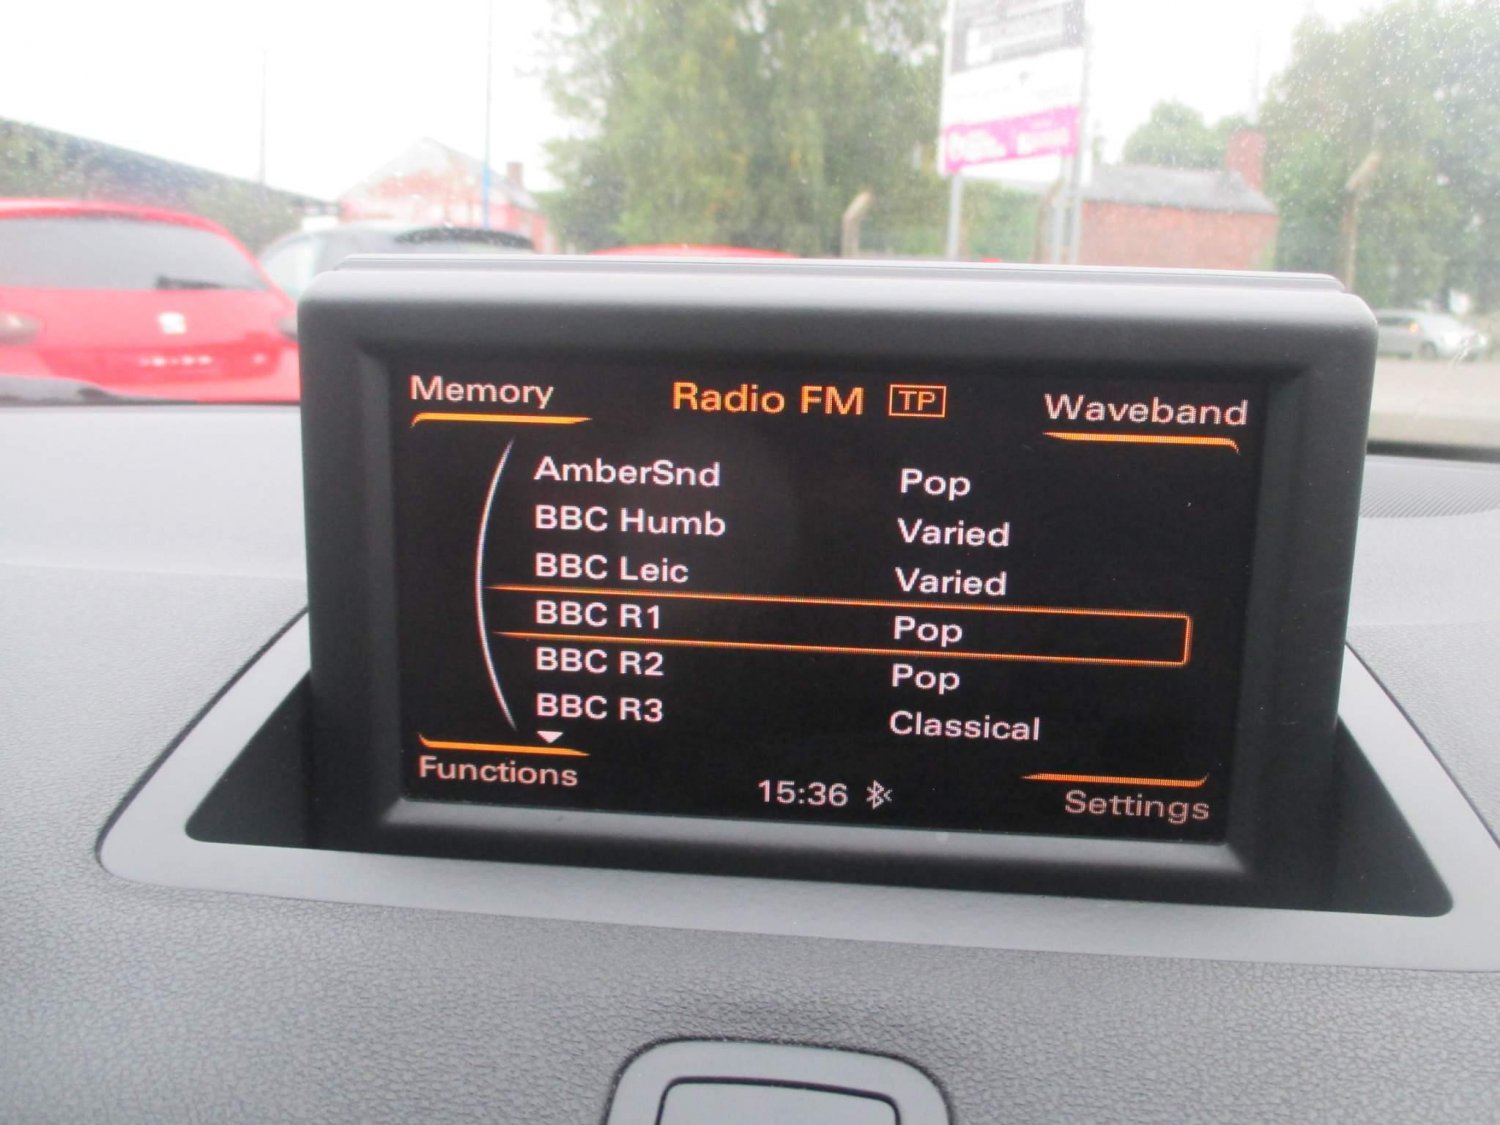 Memory Radio FM TP Waveband
AmberSnd Pop
BBC Humb Varied
BBC Leic Varied
BBC R1 Pop
BBC R2 Pop
BBC R3 Classical
Functions 15:36 Settings